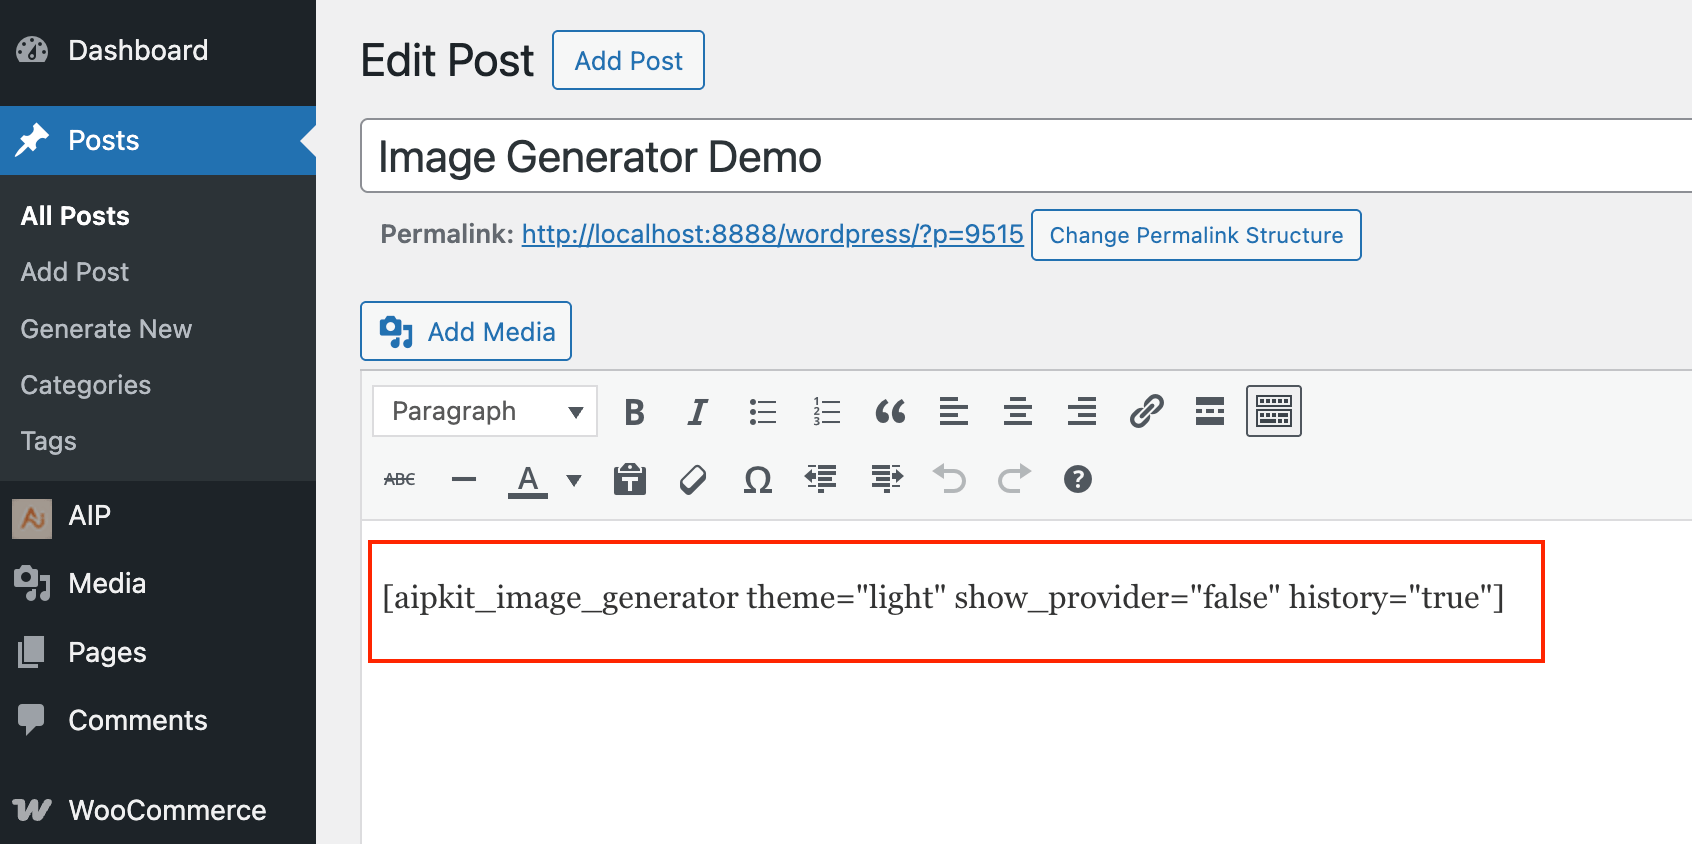 Dashboard
Posts
All Posts
Add Post
Generate New
Categories
Tags
AIP
Media
Pages
Comments
WooCommerce
Edit Post
Add Post
Image Generator Demo
Permalink: http://localhost:8888/wordpress/?p=9515
Change Permalink Structure
Add Media
Paragraph
ABC
[aipkit_image_generator theme="light" show_provider="false" history="true"]